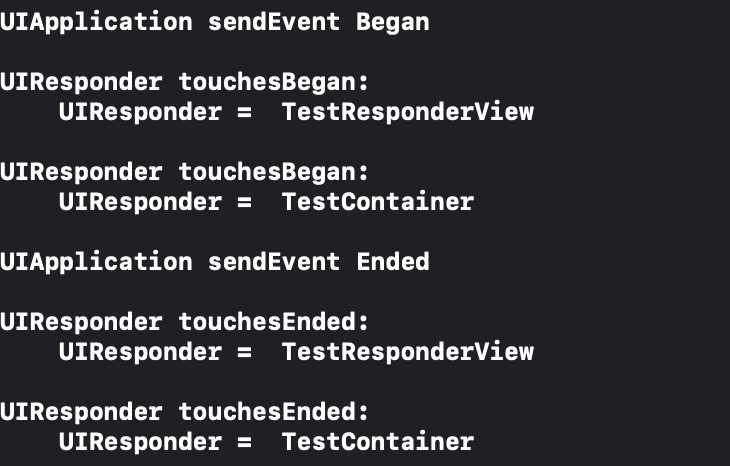 UIApplication sendEvent Began
UIResponder touchesBegan:
UIResponder =  TestResponderView
UIResponder touchesBegan:
UIResponder =  TestContainer
UIApplication sendEvent Ended
UIResponder touchesEnded:
UIResponder =  TestResponderView
UIResponder touchesEnded:
UIResponder =  TestContainer